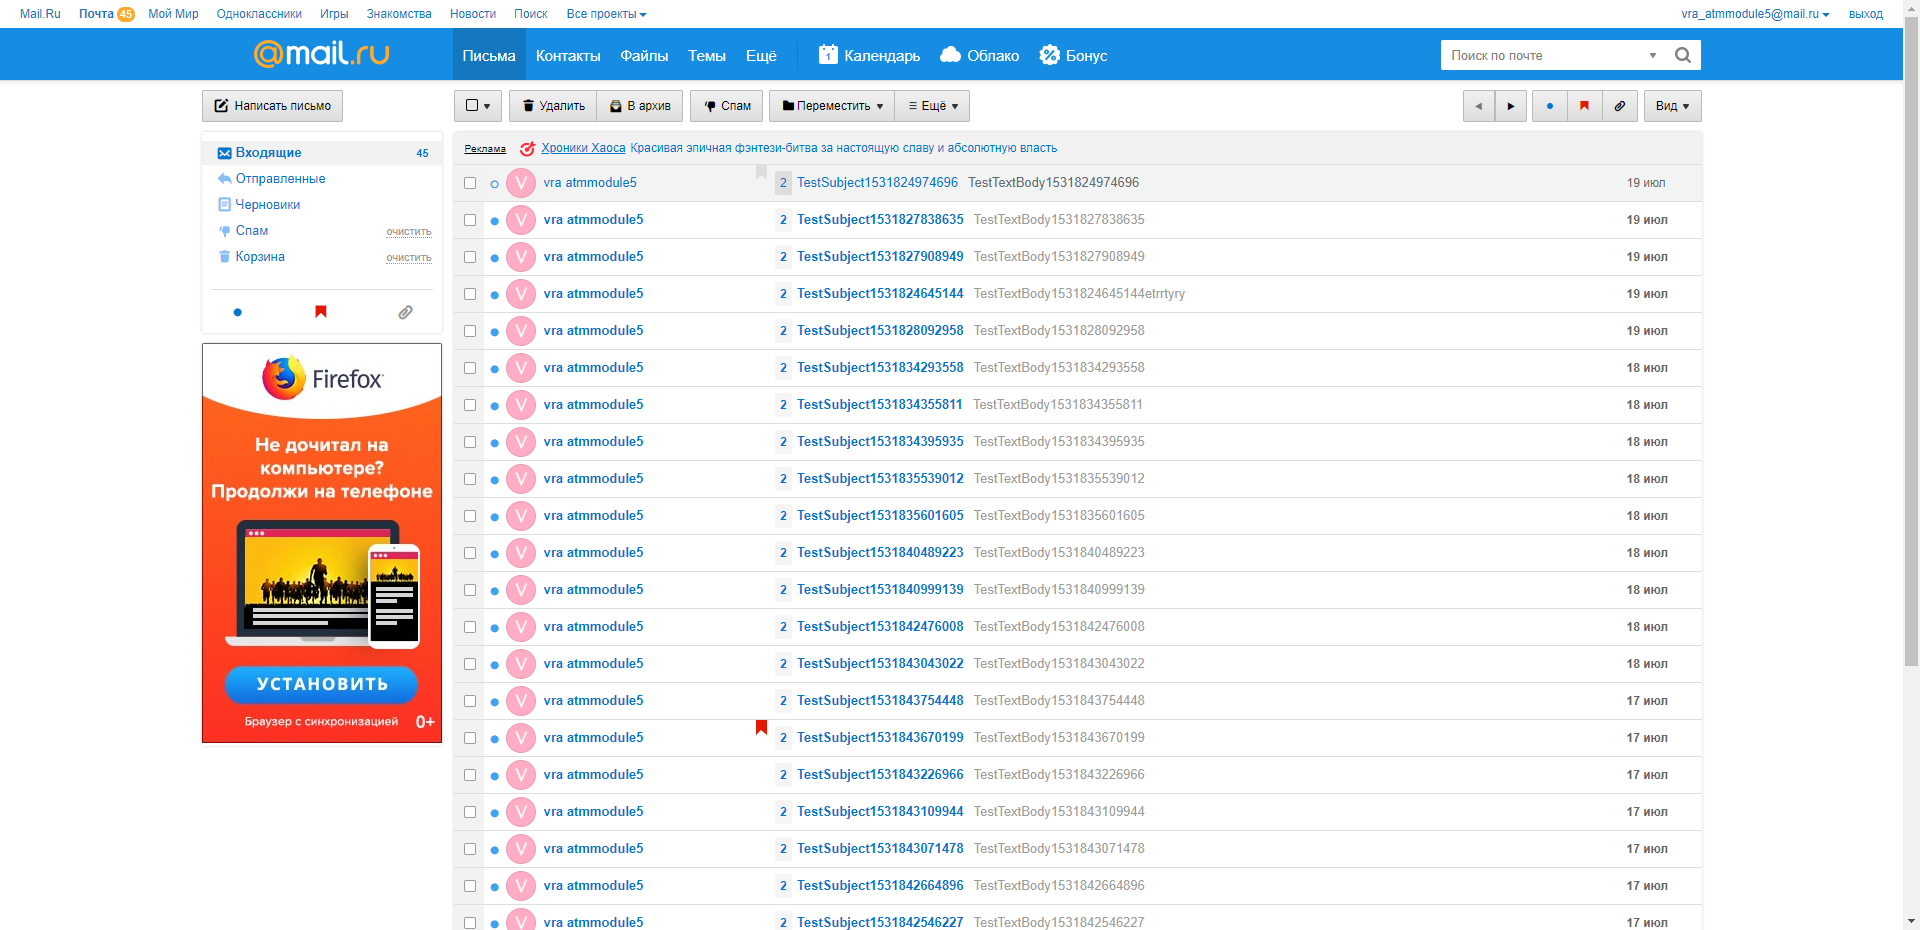 Mail.Ru Почта 45 Мой Мир Одноклассники Игры Знакомства Новости Поиск Все проекты vra_atmmodule5@mail.ru выход
@mail.ru Письма Контакты Файлы Темы Ещё 1 Календарь Облако % Бонус Поиск по почте
Написать письмо Удалить В архив Спам Переместить Ещё Вид
Входящие 45
Отправленные
Черновики
Спам очистить
Корзина очистить
Firefox
Не дочитал на
компьютере?
Продолжи на телефоне
УСТАНОВИТЬ
Браузер с синхронизацией 0+
Реклама Хроники Хаоса Красивая эпичная фэнтези-битва за настоящую славу и абсолютную власть
V vra atmmodule5 2 TestSubject1531824974696 TestTextBody1531824974696 19 июл
V vra atmmodule5 2 TestSubject1531827838635 TestTextBody1531827838635 19 июл
V vra atmmodule5 2 TestSubject1531827908949 TestTextBody1531827908949 19 июл
V vra atmmodule5 2 TestSubject1531824645144 TestTextBody1531824645144etrrtyry 19 июл
V vra atmmodule5 2 TestSubject1531828092958 TestTextBody1531828092958 19 июл
V vra atmmodule5 2 TestSubject1531834293558 TestTextBody1531834293558 18 июл
V vra atmmodule5 2 TestSubject1531834355811 TestTextBody1531834355811 18 июл
V vra atmmodule5 2 TestSubject1531834395935 TestTextBody1531834395935 18 июл
V vra atmmodule5 2 TestSubject1531835539012 TestTextBody1531835539012 18 июл
V vra atmmodule5 2 TestSubject1531835601605 TestTextBody1531835601605 18 июл
V vra atmmodule5 2 TestSubject1531840489223 TestTextBody1531840489223 18 июл
V vra atmmodule5 2 TestSubject1531840999139 TestTextBody1531840999139 18 июл
V vra atmmodule5 2 TestSubject1531842476008 TestTextBody1531842476008 18 июл
V vra atmmodule5 2 TestSubject1531843043022 TestTextBody1531843043022 18 июл
V vra atmmodule5 2 TestSubject1531843754448 TestTextBody1531843754448 17 июл
V vra atmmodule5 2 TestSubject1531843670199 TestTextBody1531843670199 17 июл
V vra atmmodule5 2 TestSubject1531843226966 TestTextBody1531843226966 17 июл
V vra atmmodule5 2 TestSubject1531843109944 TestTextBody1531843109944 17 июл
V vra atmmodule5 2 TestSubject1531843071478 TestTextBody1531843071478 17 июл
V vra atmmodule5 2 TestSubject1531842664896 TestTextBody1531842664896 17 июл
V vra atmmodule5 2 TestSubject1531842546227 TestTextBody1531842546227 17 июл